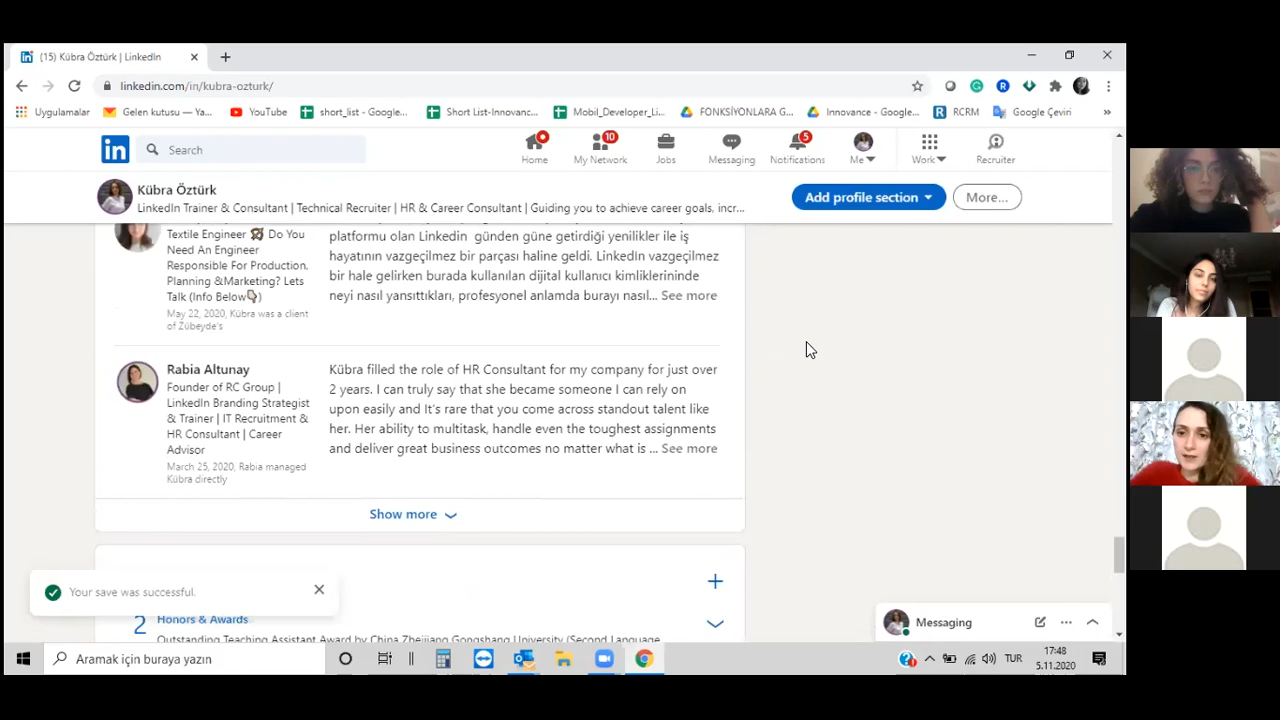 (15) Kübra Öztürk | LinkedIn
linkedin.com/in/kubra-ozturk/
Uygulamalar
Gelen kutusu — Ya...
YouTube
short_list - Google...
Short List-Innovanc...
Mobil_Developer_Li...
FONKSİYONLARA G...
Innovance - Google...
RCRM
Google Çeviri
in
Search
Home
10
My Network
Jobs
Messaging
5
Notifications
Me
Work
Recruiter
Kübra Öztürk
LinkedIn Trainer & Consultant | Technical Recruiter | HR & Career Consultant | Guiding you to achieve career goals, incr...
Add profile section
More...
Textile Engineer Do You
Need An Engineer
Responsible For Production,
Planning &Marketing? Lets
Talk (Info Below)
May 22, 2020, Kübra was a client
of Zübeyde's
platformu olan Linkedin günden güne getirdiği yenilikler ile iş
hayatının vazgeçilmez bir parçası haline geldi. LinkedIn vazgeçilmez
bir hale gelirken burada kullanılan dijital kullanıcı kimliklerininde
neyi nasıl yansıttıkları, profesyonel anlamda burayı nasıl... See more
Rabia Altunay
Founder of RC Group |
LinkedIn Branding Strategist
& Trainer | IT Recruitment &
HR Consultant | Career
Advisor
March 25, 2020, Rabia managed
Kübra directly
Kübra filled the role of HR Consultant for my company for just over
2 years. I can truly say that she became someone I can rely on
upon easily and It's rare that you come across standout talent like
her. Her ability to multitask, handle even the toughest assignments
and deliver great business outcomes no matter what is ... See more
Show more
Your save was successful.
2
Honors & Awards
Outstanding Teaching Assistant Award by China Zhejiang Gongshang University (Second Language
Messaging
Aramak için buraya yazın
TUR
17:48
5.11.2020